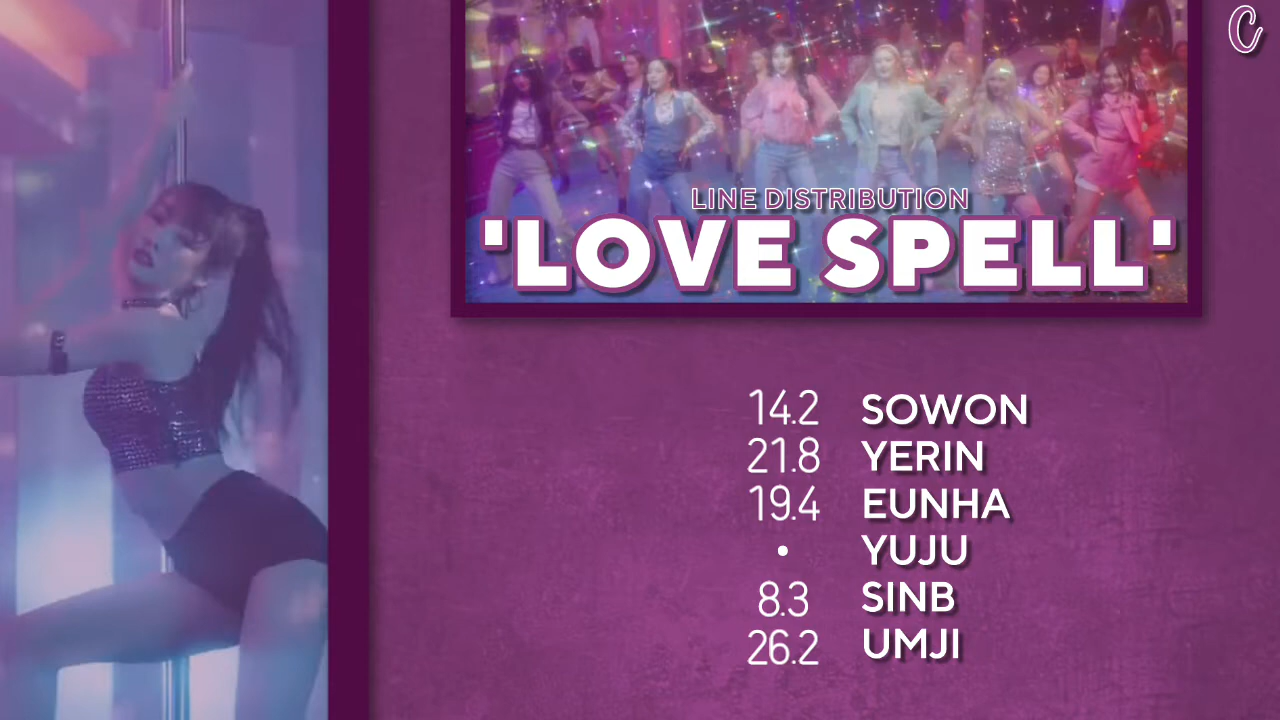 C
LINE DISTRIBUTION
'LOVE SPELL'
14.2 SOWON
21.8 YERIN
19.4 EUNHA
• YUJU
8.3 SINB
26.2 UMJI